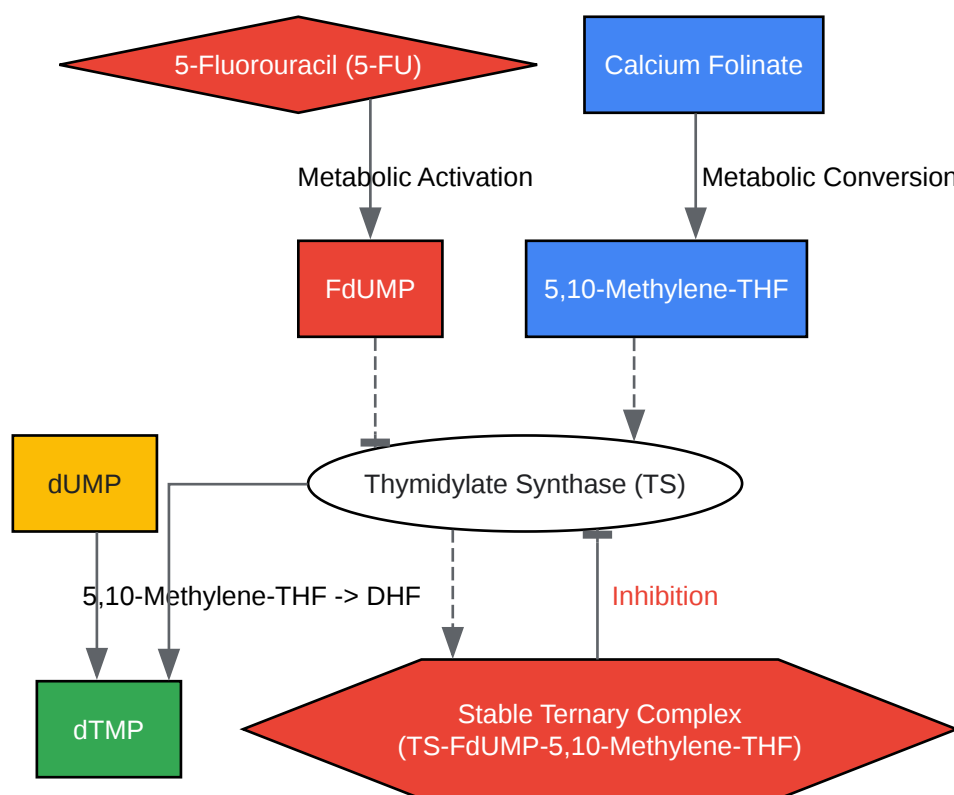 5-Fluorouracil (5-FU)
Calcium Folinate
Metabolic Activation
Metabolic Conversion
FdUMP
5,10-Methylene-THF
dUMP
Thymidylate Synthase (TS)
5,10-Methylene-THF -> DHF
Inhibition
dTMP
Stable Ternary Complex
(TS-FdUMP-5,10-Methylene-THF)